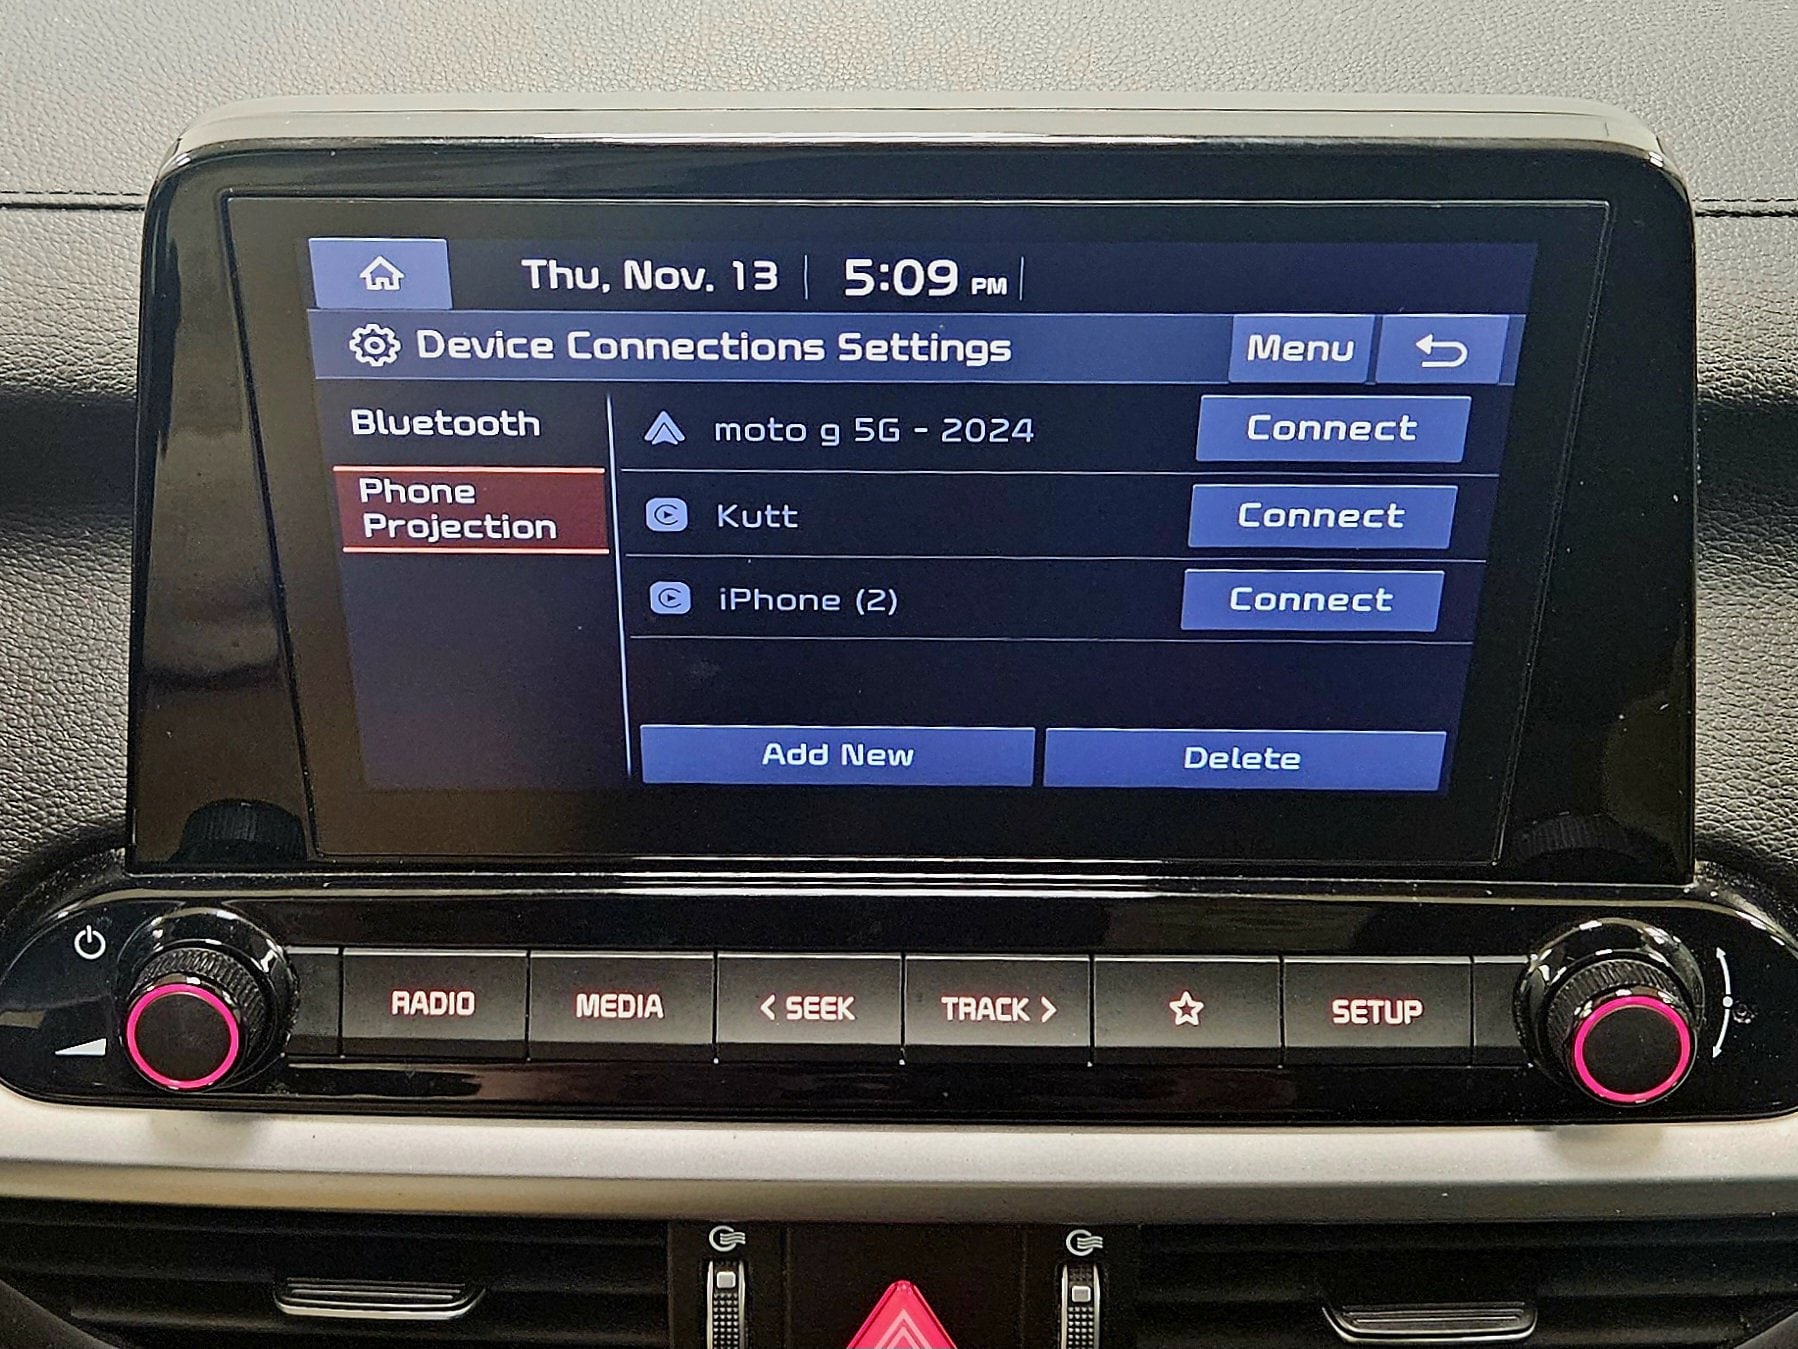 Thu, Nov. 13 5:09 PM
Device Connections Settings Menu
Bluetooth
Phone
Projection
moto g 5G - 2024 Connect
Kutt Connect
iPhone (2) Connect
Add New Delete
RADIO MEDIA < SEEK TRACK > SETUP